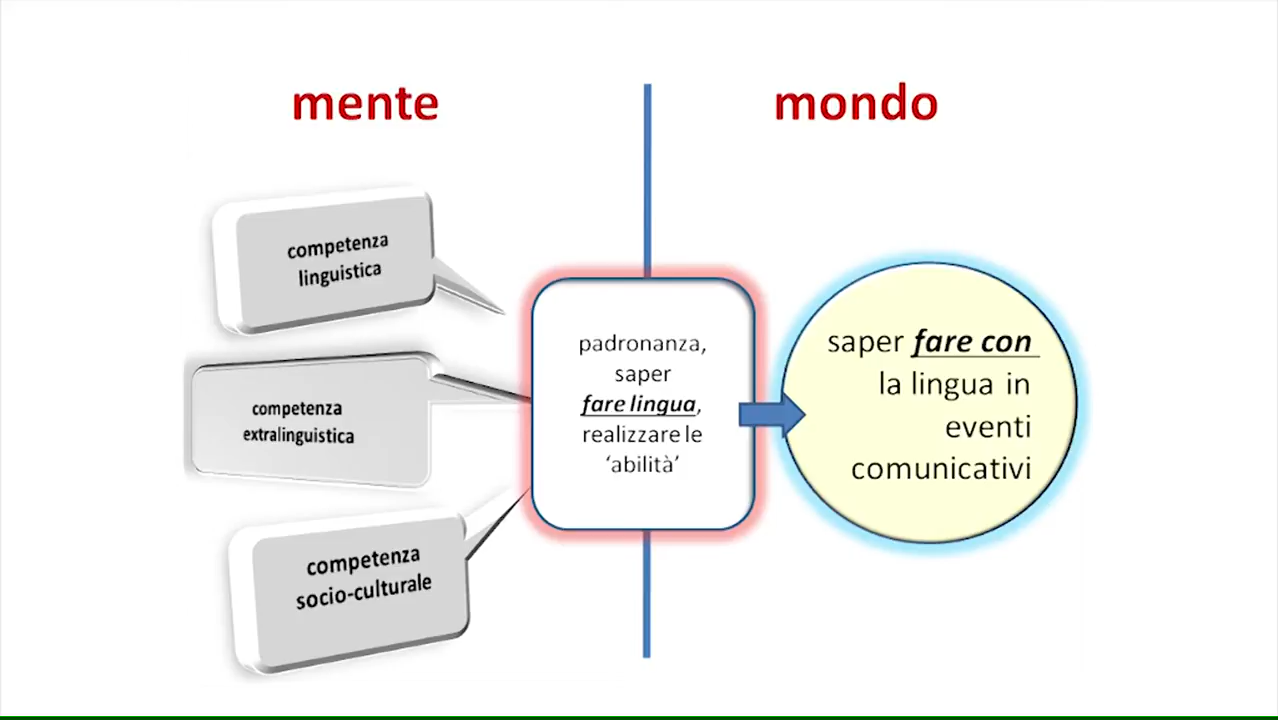 mente
mondo
competenza
linguistica
competenza
extralinguistica
competenza
socio-culturale
padronanza,
saper
fare lingua,
realizzare le
‘abilità’
saper fare con
la lingua in
eventi
comunicativi